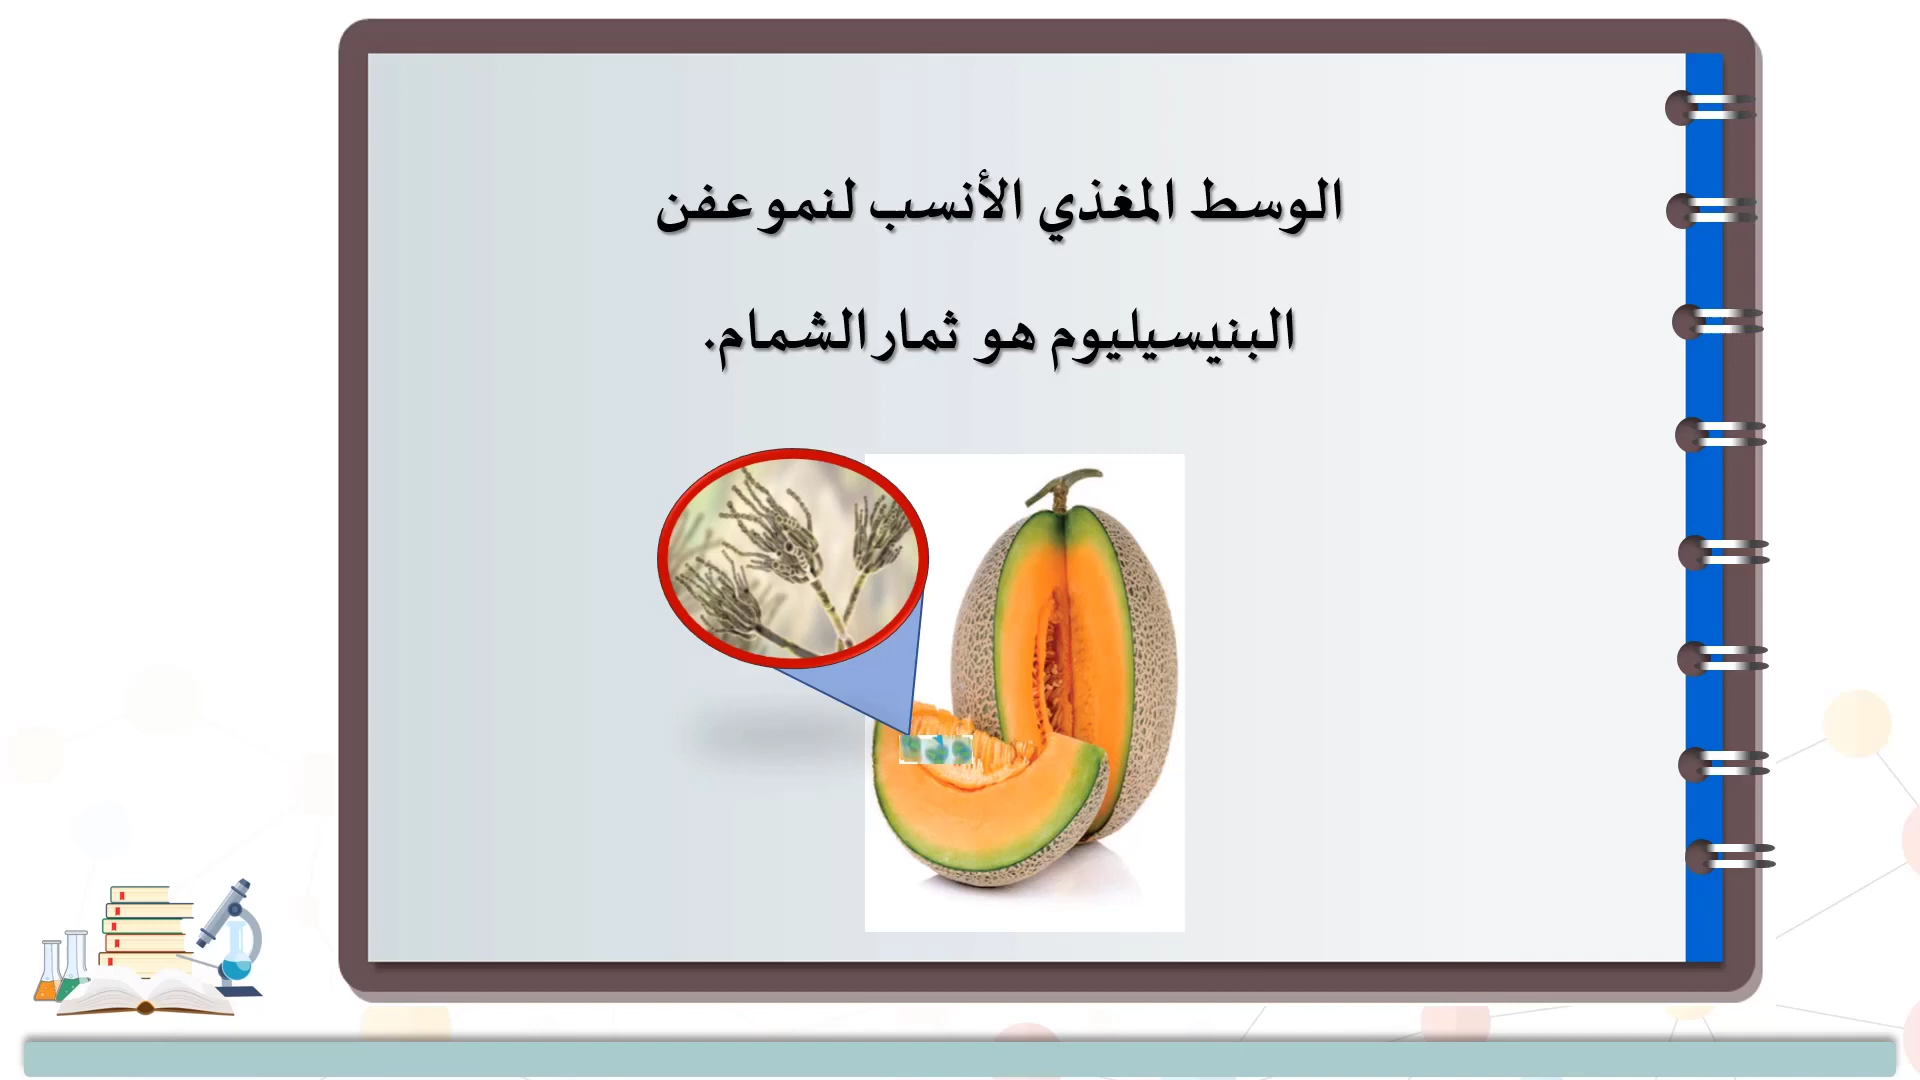 الوسط المغذي الأنسب لنمو عفن
البنيسيليوم هو ثمار الشمام.